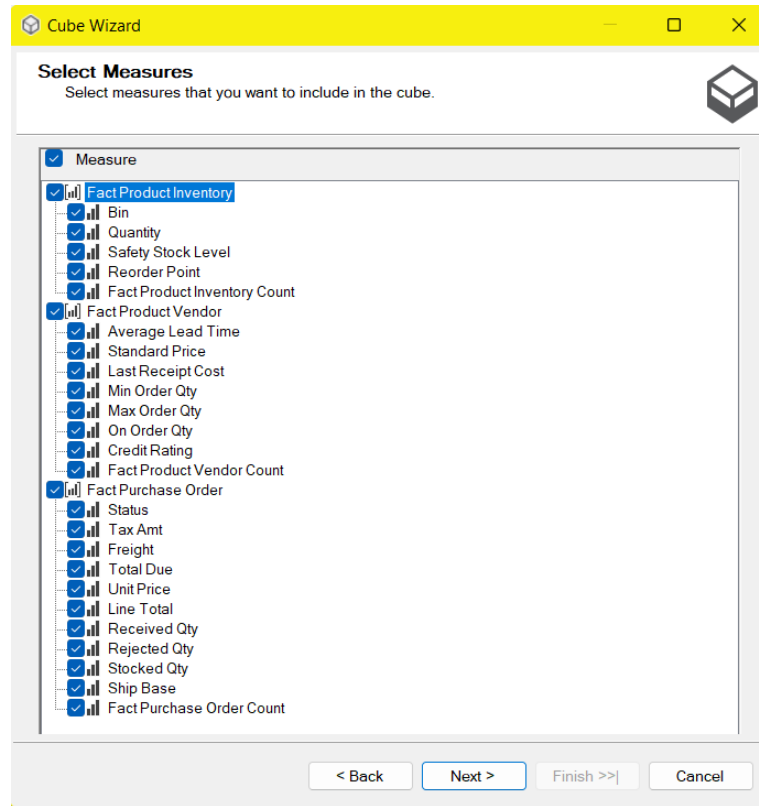 Cube Wizard
Select Measures
Select measures that you want to include in the cube.
Measure
Fact Product Inventory
Bin
Quantity
Safety Stock Level
Reorder Point
Fact Product Inventory Count
Fact Product Vendor
Average Lead Time
Standard Price
Last Receipt Cost
Min Order Qty
Max Order Qty
On Order Qty
Credit Rating
Fact Product Vendor Count
Fact Purchase Order
Status
Tax Amt
Freight
Total Due
Unit Price
Line Total
Received Qty
Rejected Qty
Stocked Qty
Ship Base
Fact Purchase Order Count
< Back Next > Finish >>| Cancel